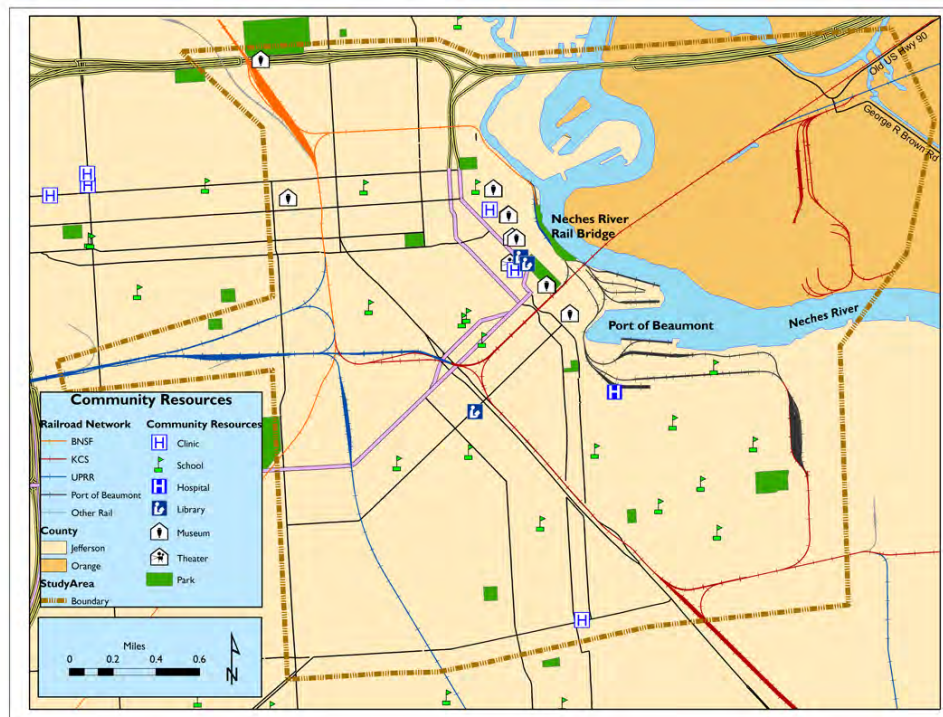 Old US Hwy 90
George R Brown Rd
Neches River
Rail Bridge
Neches River
Port of Beaumont
Community Resources
Railroad Network
BNSF
KCS
UPRR
Port of Beaumont
Other Rail
County
Jefferson
Orange
StudyArea
Boundary
Community Resources
H Clinic
School
H Hospital
Library
Museum
Theater
Park
Miles
0 0.2 0.4 0.6
N